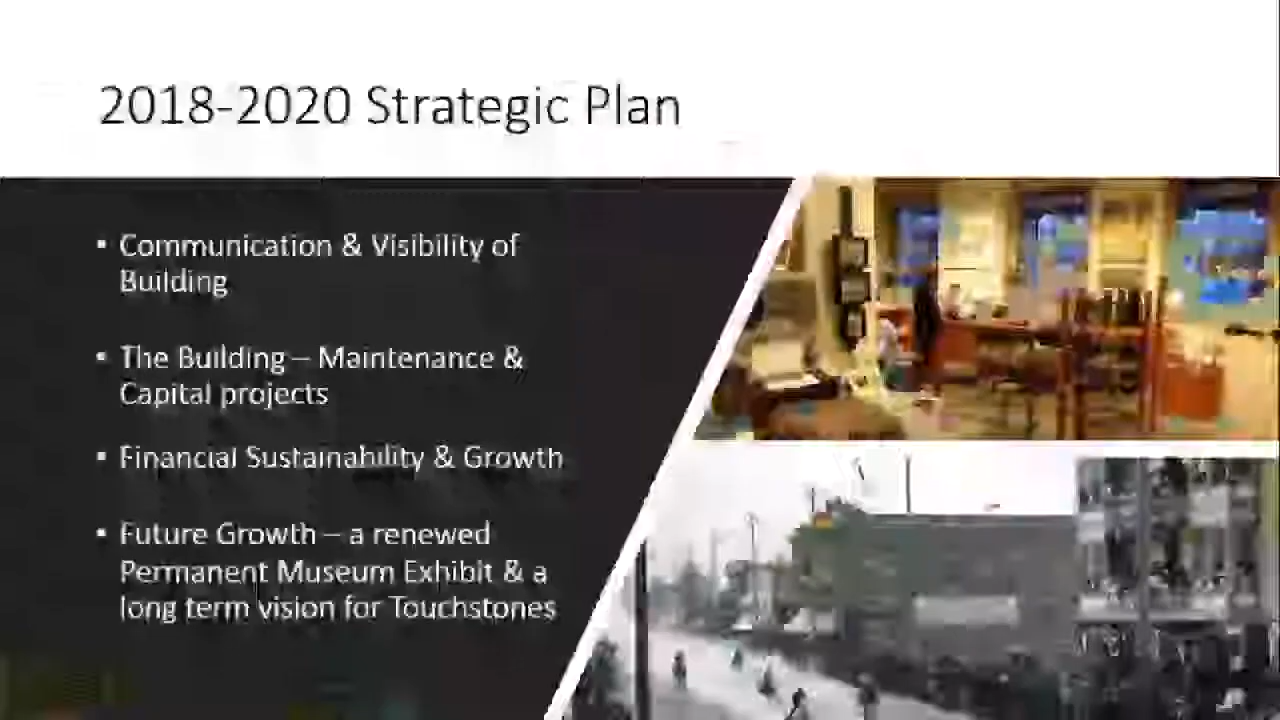 2018-2020 Strategic Plan
▪ Communication & Visibility of
Building
▪ The Building – Maintenance &
Capital projects
▪ Financial Sustainability & Growth
▪ Future Growth – a renewed
Permanent Museum Exhibit & a
long term vision for Touchstones